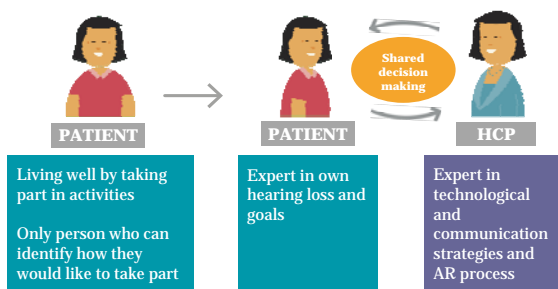 Shared
decision
making
PATIENT
PATIENT
HCP
Living well by taking
part in activities
Only person who can
identify how they
would like to take part
Expert in own
hearing loss and
goals
Expert in
technological
and
communication
strategies and
AR process